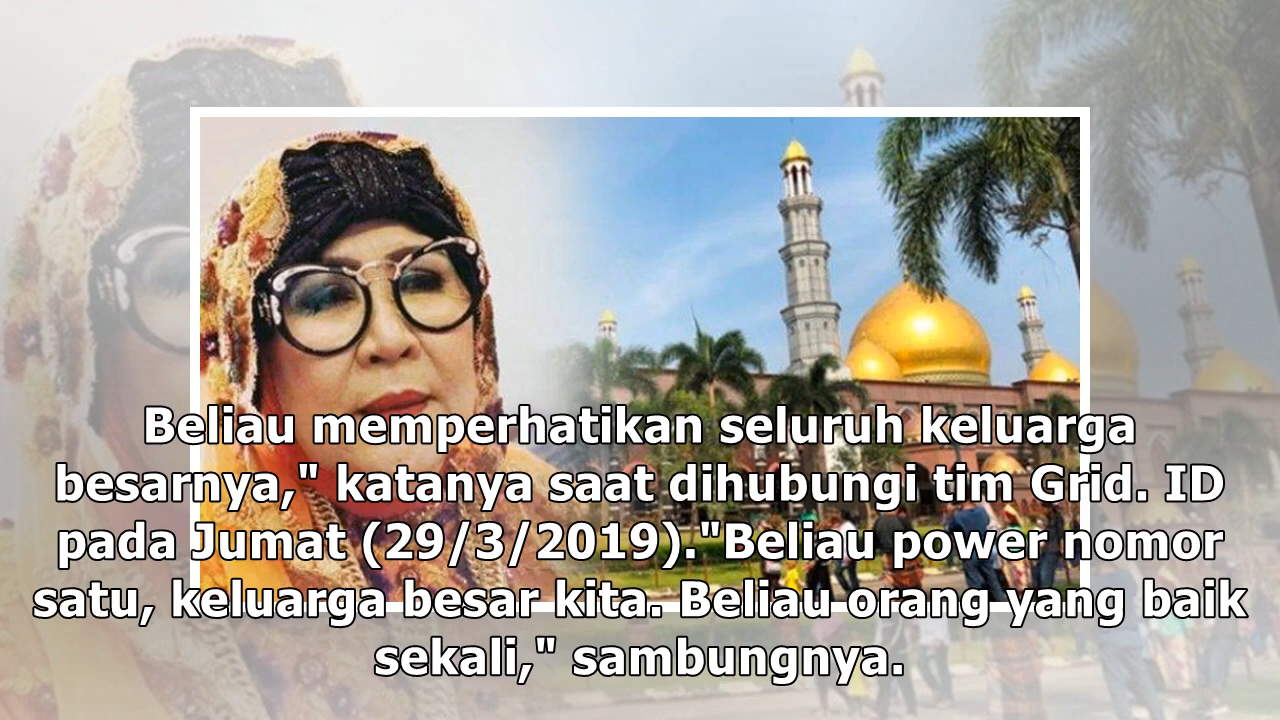 Beliau memperhatikan seluruh keluarga
besarnya," katanya saat dihubungi tim Grid. ID
pada Jumat (29/3/2019)."Beliau power nomor
satu, keluarga besar kita. Beliau orang yang baik
sekali," sambungnya.